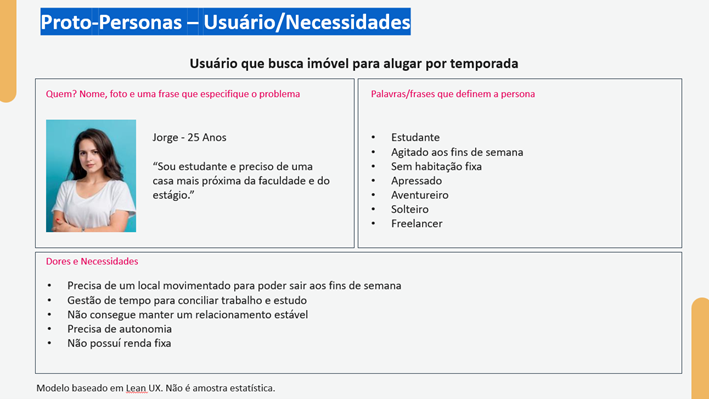 Proto-Personas – Usuário/Necessidades
Usuário que busca imóvel para alugar por temporada
Quem? Nome, foto e uma frase que especifique o problema
Jorge - 25 Anos
“Sou estudante e preciso de uma
casa mais próxima da faculdade e do
estágio.”
Palavras/frases que definem a persona
• Estudante
• Agitado aos fins de semana
• Sem habitação fixa
• Apressado
• Aventureiro
• Solteiro
• Freelancer
Dores e Necessidades
• Precisa de um local movimentado para poder sair aos fins de semana
• Gestão de tempo para conciliar trabalho e estudo
• Não consegue manter um relacionamento estável
• Precisa de autonomia
• Não possuí renda fixa
Modelo baseado em Lean UX. Não é amostra estatística.